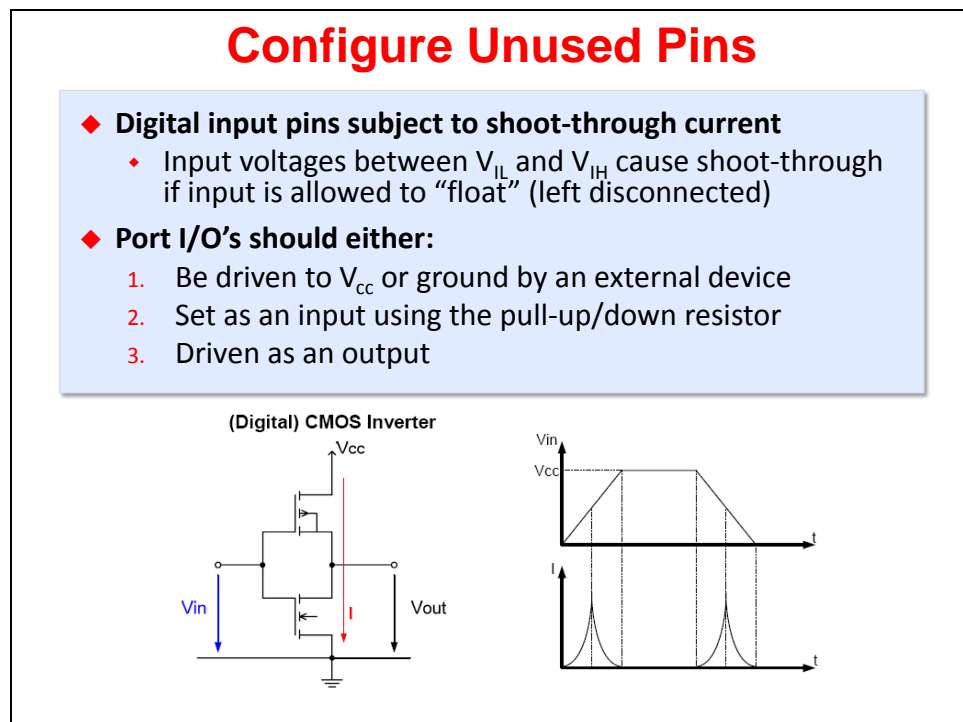 Configure Unused Pins
Digital input pins subject to shoot-through current
Input voltages between VIL and VIH cause shoot-through
if input is allowed to “float” (left disconnected)
Port I/O’s should either:
1. Be driven to Vcc or ground by an external device
2. Set as an input using the pull-up/down resistor
3. Driven as an output
(Digital) CMOS Inverter
Vcc
Vin
I
Vout
Vin
Vcc
t
I
t